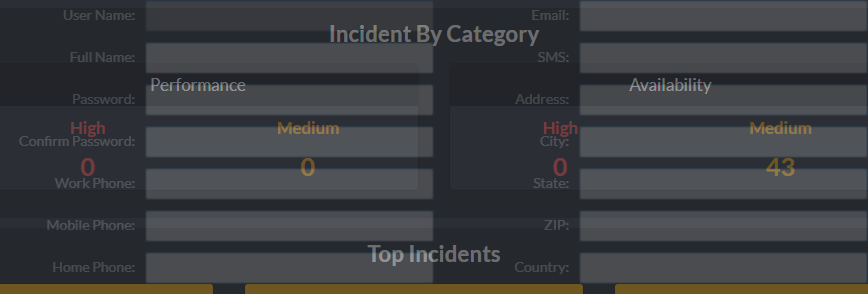 User Name: Email:
Incident By Category
Full Name: SMS:
Performance Availability
Password: Address:
High Medium High Medium
Confirm Password: City:
0 0 0 43
Work Phone: State:
Mobile Phone: ZIP:
Top Incidents
Home Phone: Country: